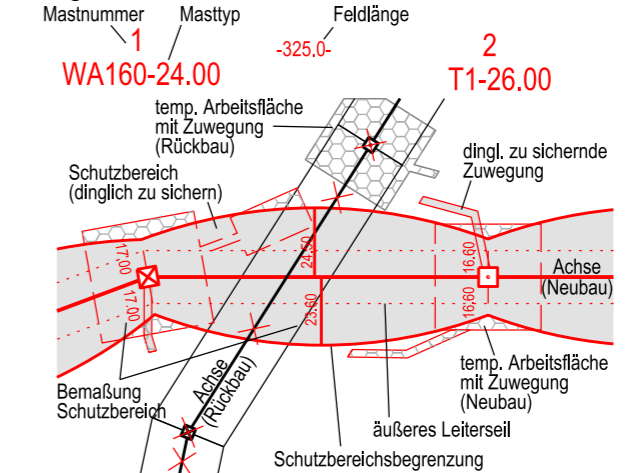 Mastnummer Masttyp Feldlänge
1
WA160-24.00
-325.0-
2
T1-26.00
temp. Arbeitsfläche
mit Zuwegung
(Rückbau)
dingl. zu sichernde
Zuwegung
Schutzbereich
(dinglich zu sichern)
17.00
17.00
24.50
23.60
16.60
16.60
Achse
(Neubau)
Achse
(Rückbau)
Bemaßung
Schutzbereich
temp. Arbeitsfläche
mit Zuwegung
(Neubau)
äußeres Leiterseil
Schutzbereichsbegrenzung